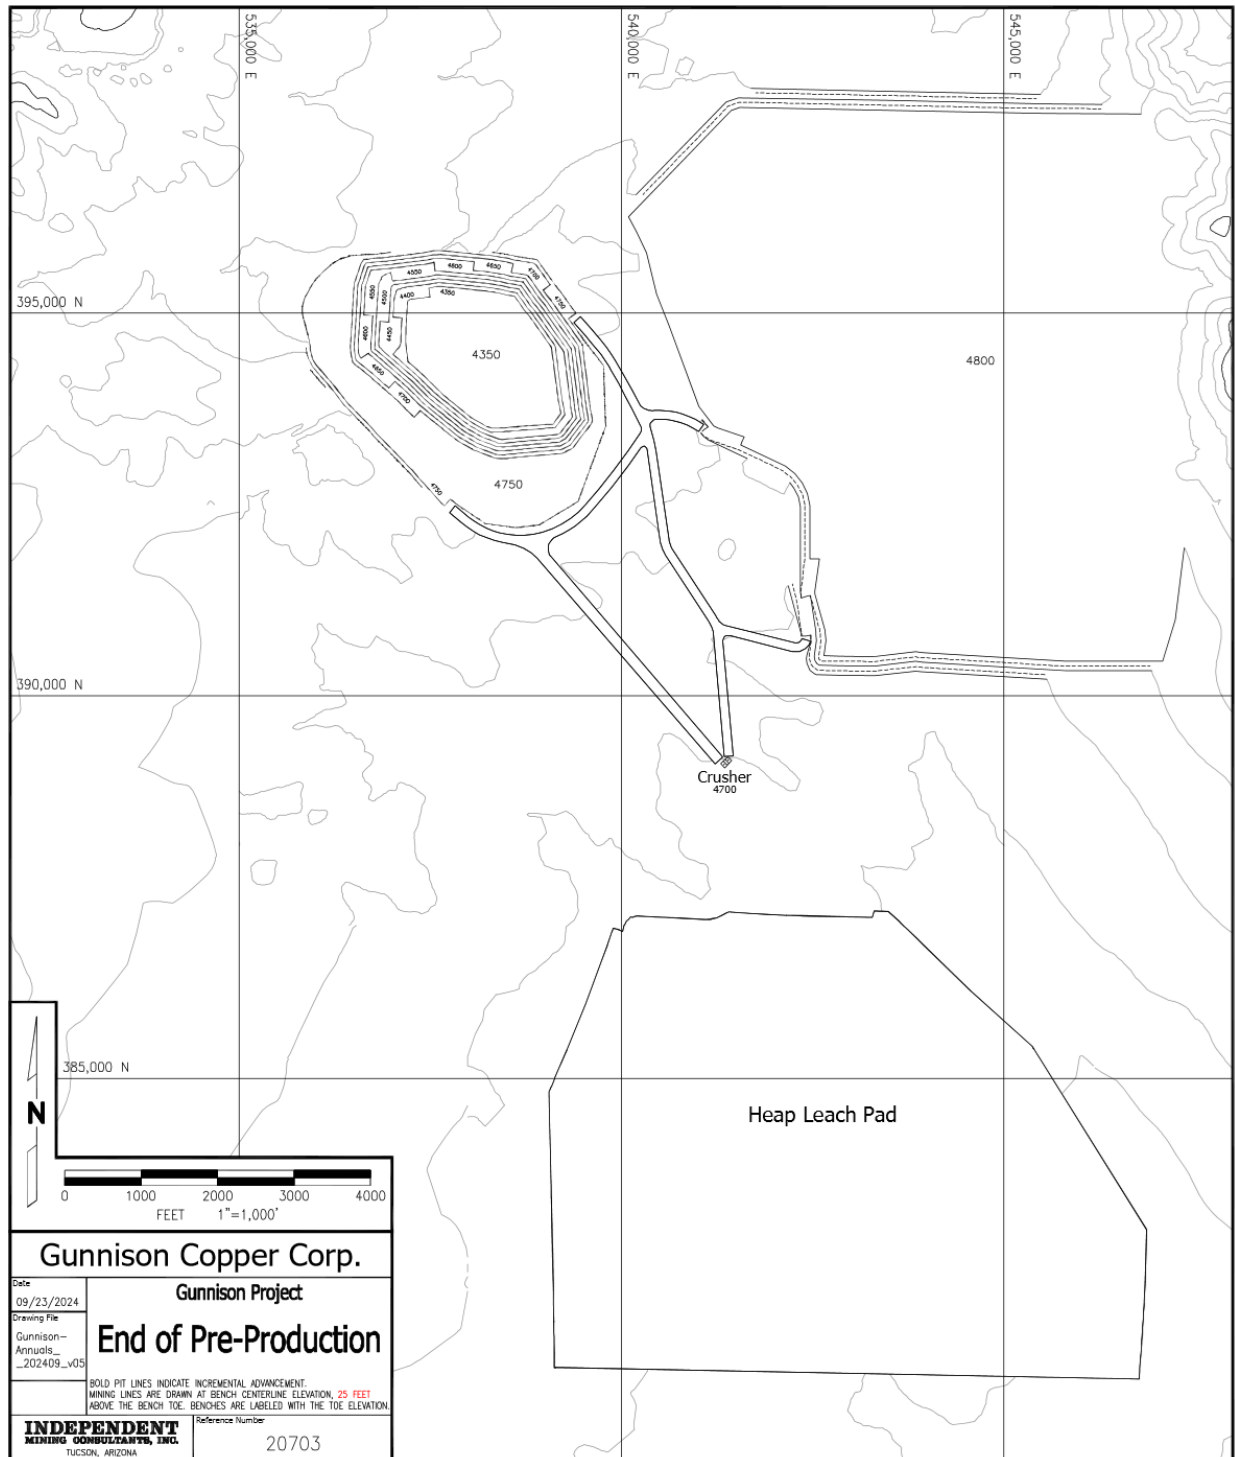 535,000 E
540,000 E
545,000 E
395,000 N
4550
4600
4650
4700
4750
4550
4500
4400
4350
4600
4450
4650
4700
4350
4800
4750
4750
390,000 N
Crusher
4700
385,000 N
N
Heap Leach Pad
0 1000 2000 3000 4000
FEET 1"=1,000'
Gunnison Copper Corp.
Date
09/23/2024
Gunnison Project
Drawing File
Gunnison-
Annuals_
_202409_v05
End of Pre-Production
BOLD PIT LINES INDICATE INCREMENTAL ADVANCEMENT.
MINING LINES ARE DRAWN AT BENCH CENTERLINE ELEVATION, 25 FEET
ABOVE THE BENCH TOE. BENCHES ARE LABELED WITH THE TOE ELEVATION.
INDEPENDENT
MINING CONSULTANTS, INC.
TUCSON, ARIZONA
Reference Number
20703